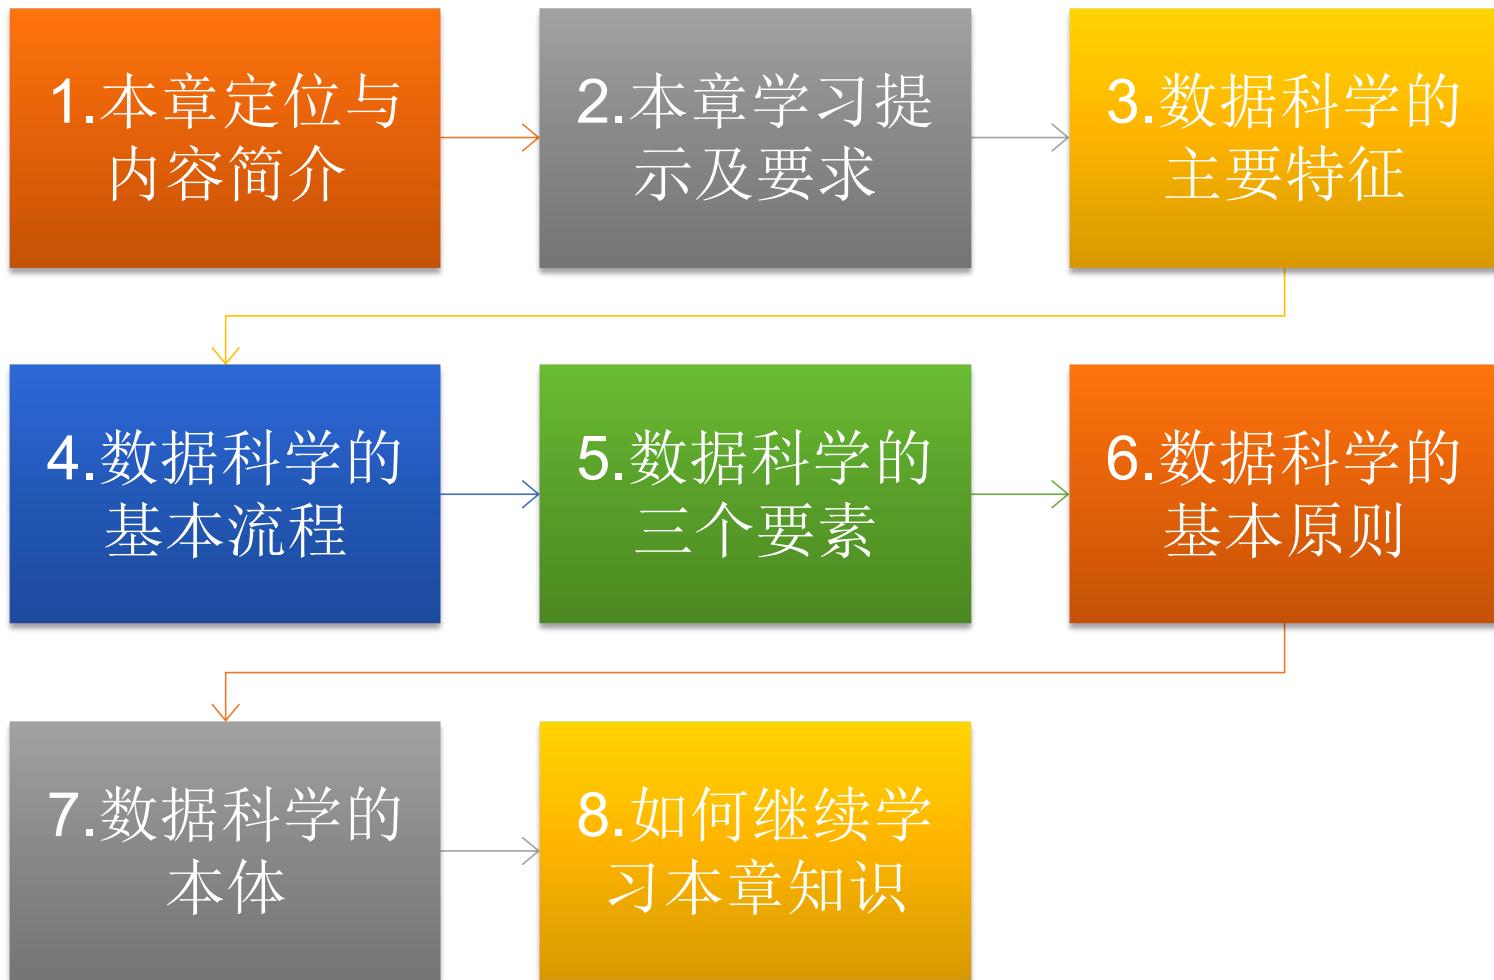 1.本章定位与
内容简介
2.本章学习提
示及要求
3.数据科学的
主要特征
4.数据科学的
基本流程
5.数据科学的
三个要素
6.数据科学的
基本原则
7.数据科学的
本体
8.如何继续学
习本章知识